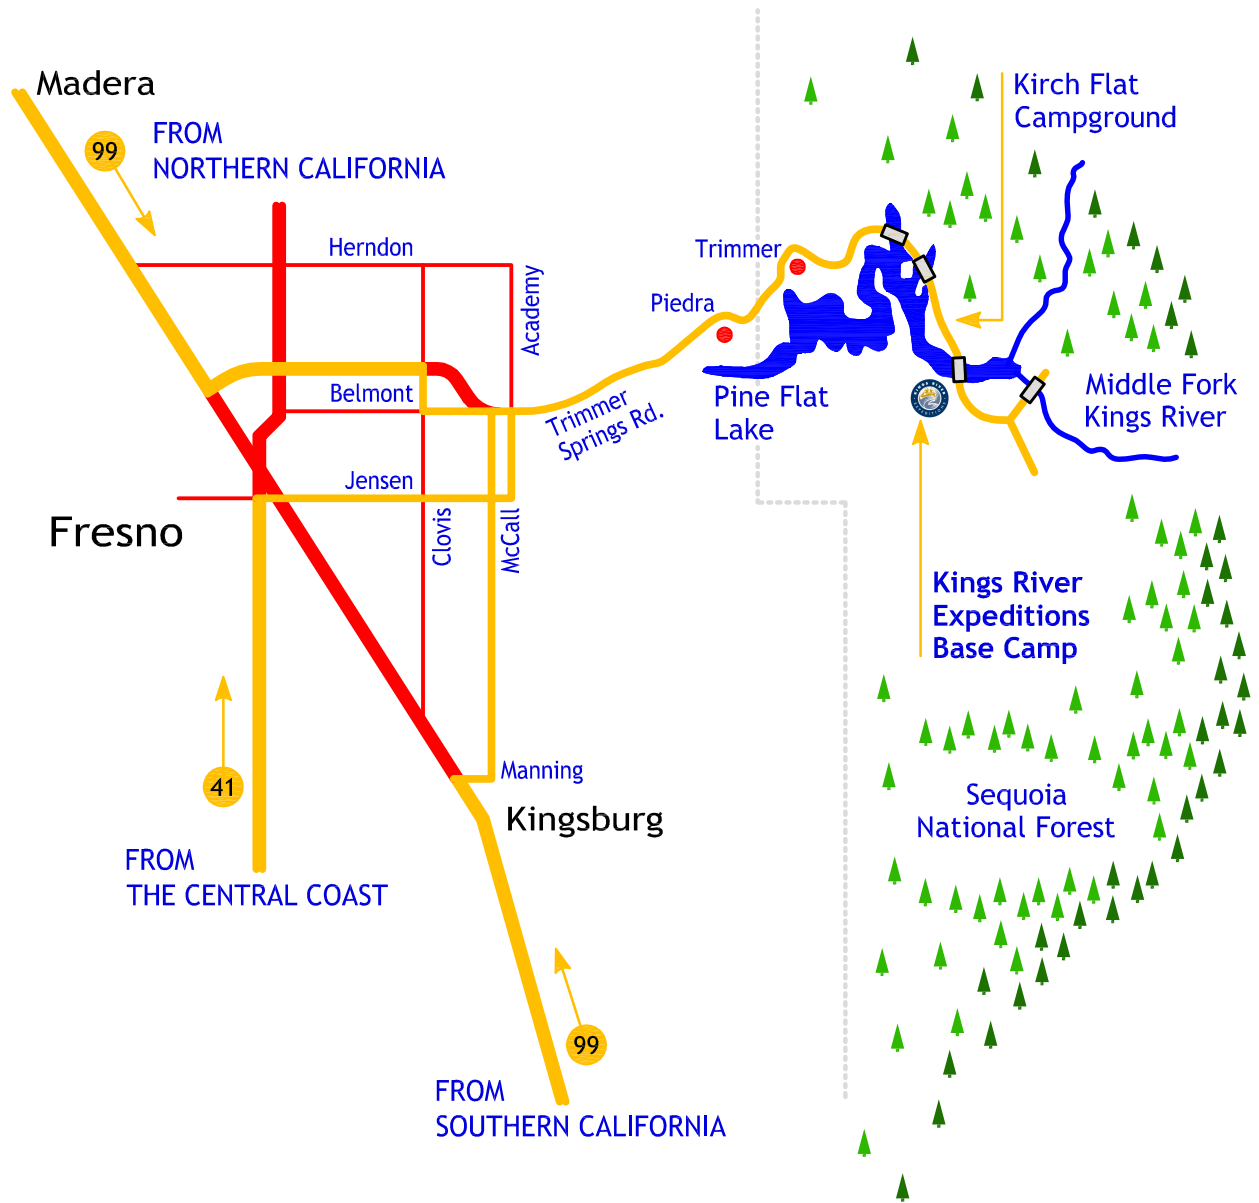 Madera
99
FROM
NORTHERN CALIFORNIA
Kirch Flat
Campground
Herndon
Academy
Trimmer
Piedra
Belmont
Trimmer
Springs Rd.
Pine Flat
Lake
Middle Fork
Kings River
Jensen
Fresno
Clovis
McCall
Kings River
Expeditions
Base Camp
41
Manning
Kingsburg
Sequoia
National Forest
FROM
THE CENTRAL COAST
99
FROM
SOUTHERN CALIFORNIA